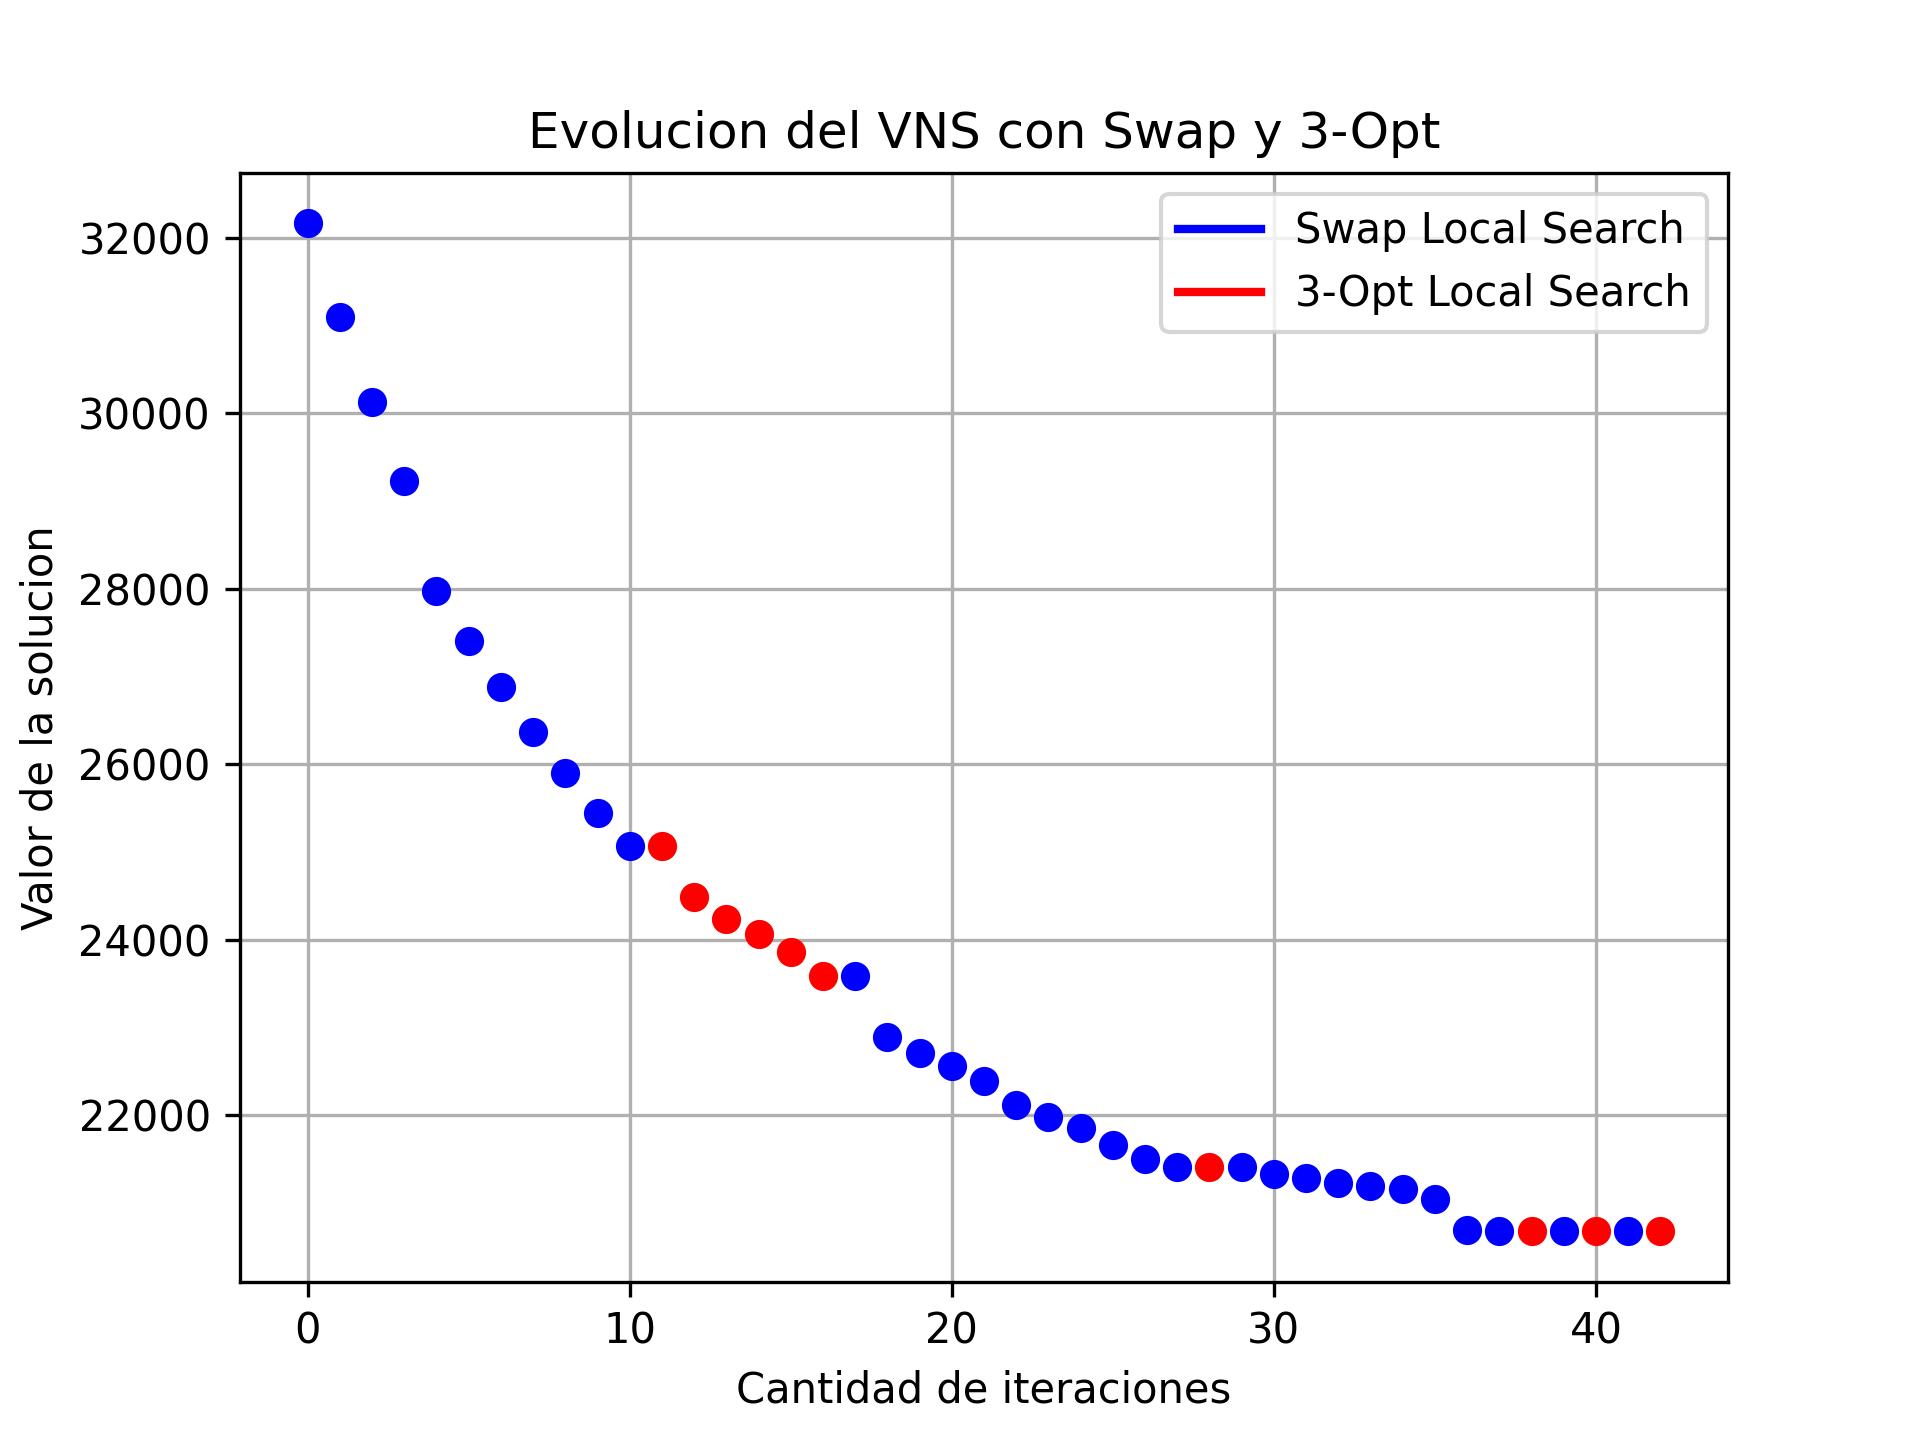 Evolucion del VNS con Swap y 3-Opt
Swap Local Search
3-Opt Local Search
Valor de la solucion
32000
30000
28000
26000
24000
22000
0 10 20 30 40
Cantidad de iteraciones